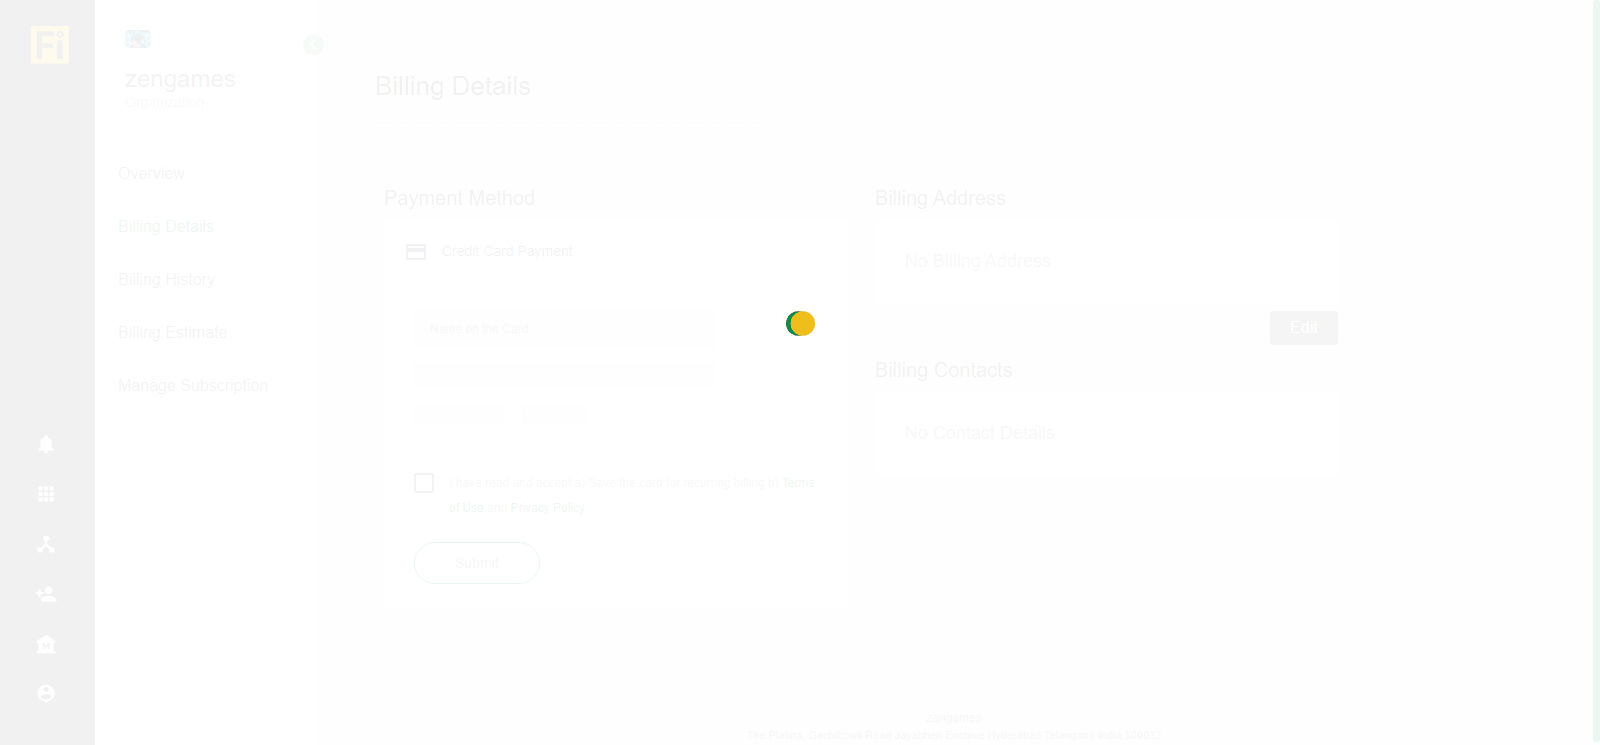 Fi
zengames
Organization
Overview
Billing Details
Billing History
Billing Estimate
Manage Subscription
Billing Details
Payment Method
Credit Card Payment
Name on the Card
I have read and accept a) Save the card for recurring billing b) Terms
of Use and Privacy Policy
Submit
Billing Address
No Billing Address
Edit
Billing Contacts
No Contact Details
zengames